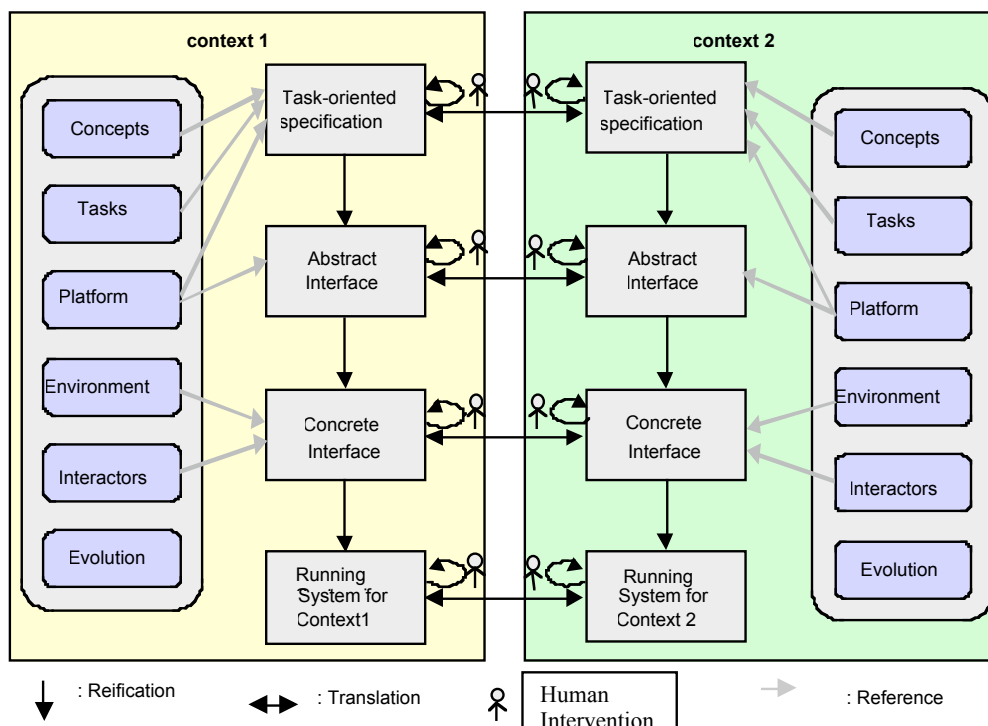 context 1
Concepts
Tasks
Platform
Environment
Interactors
Evolution
Task-oriented
specification
Abstract
Interface
Concrete
Interface
Running
System for
Context1
context 2
Task-oriented
specification
Abstract
Interface
Concrete
Interface
Running
System for
Context 2
Concepts
Tasks
Platform
Environment
Interactors
Evolution
: Reification
: Translation
Human
Intervention
: Reference